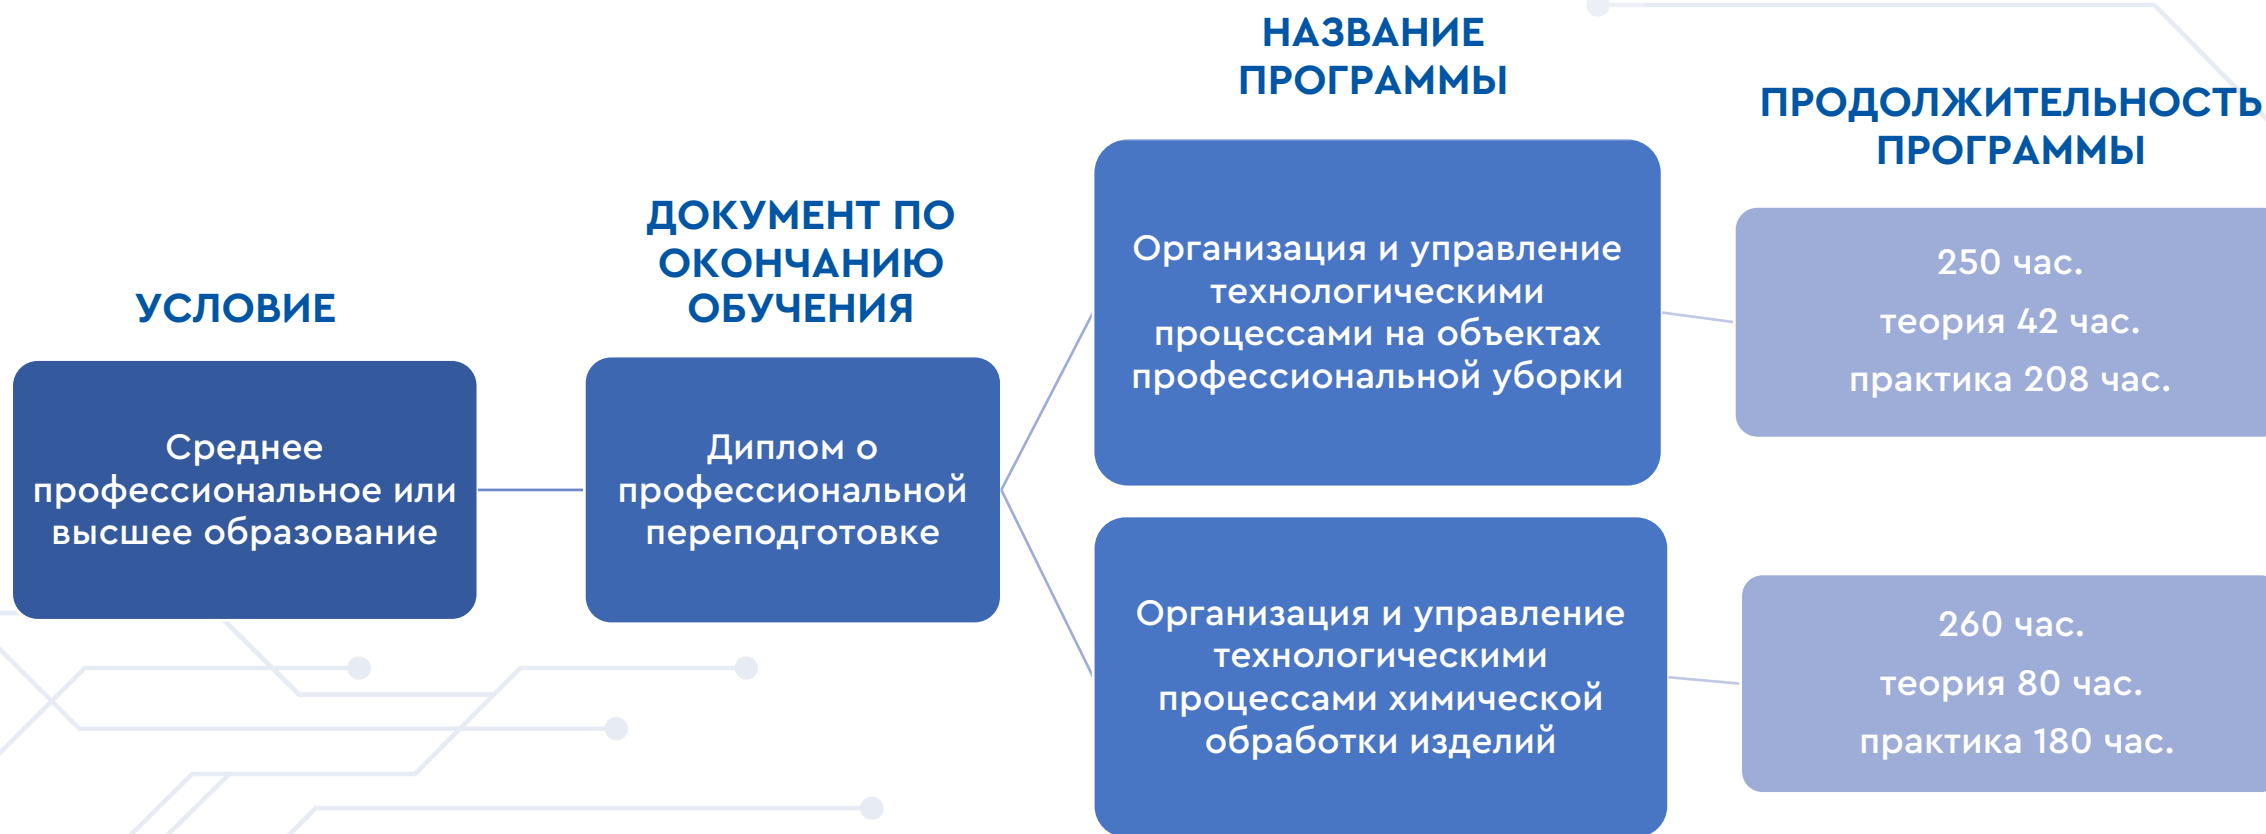 УСЛОВИЕ
Среднее
профессиональное или
высшее образование
ДОКУМЕНТ ПО
ОКОНЧАНИЮ
ОБУЧЕНИЯ
Диплом о
профессиональной
переподготовке
НАЗВАНИЕ
ПРОГРАММЫ
Организация и управление
технологическими
процессами на объектах
профессиональной уборки
Организация и управление
технологическими
процессами химической
обработки изделий
ПРОДОЛЖИТЕЛЬНОСТЬ
ПРОГРАММЫ
250 час.
теория 42 час.
практика 208 час.
260 час.
теория 80 час.
практика 180 час.